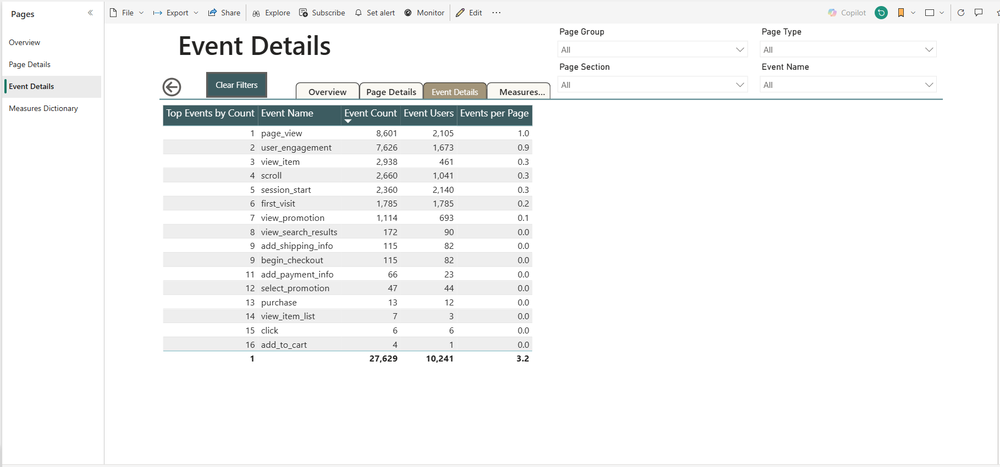 Pages
Overview
Page Details
Event Details
Measures Dictionary
File Export Share Explore Subscribe Set alert Monitor Edit ... Copilot
Event Details
Page Group Page Type
All All
Page Section Event Name
All All
Clear Filters
Overview Page Details Event Details Measures...
Top Events by Count Event Name Event Count Event Users Events per Page
1 page_view 8,601 2,105 1.0
2 user_engagement 7,626 1,673 0.9
3 view_item 2,938 461 0.3
4 scroll 2,660 1,041 0.3
5 session_start 2,360 2,140 0.3
6 first_visit 1,785 1,785 0.2
7 view_promotion 1,114 693 0.1
8 view_search_results 172 90 0.0
9 add_shipping_info 115 82 0.0
9 begin_checkout 115 82 0.0
11 add_payment_info 66 23 0.0
12 select_promotion 47 44 0.0
13 purchase 13 12 0.0
14 view_item_list 7 3 0.0
15 click 6 6 0.0
16 add_to_cart 4 1 0.0
1 27,629 10,241 3.2